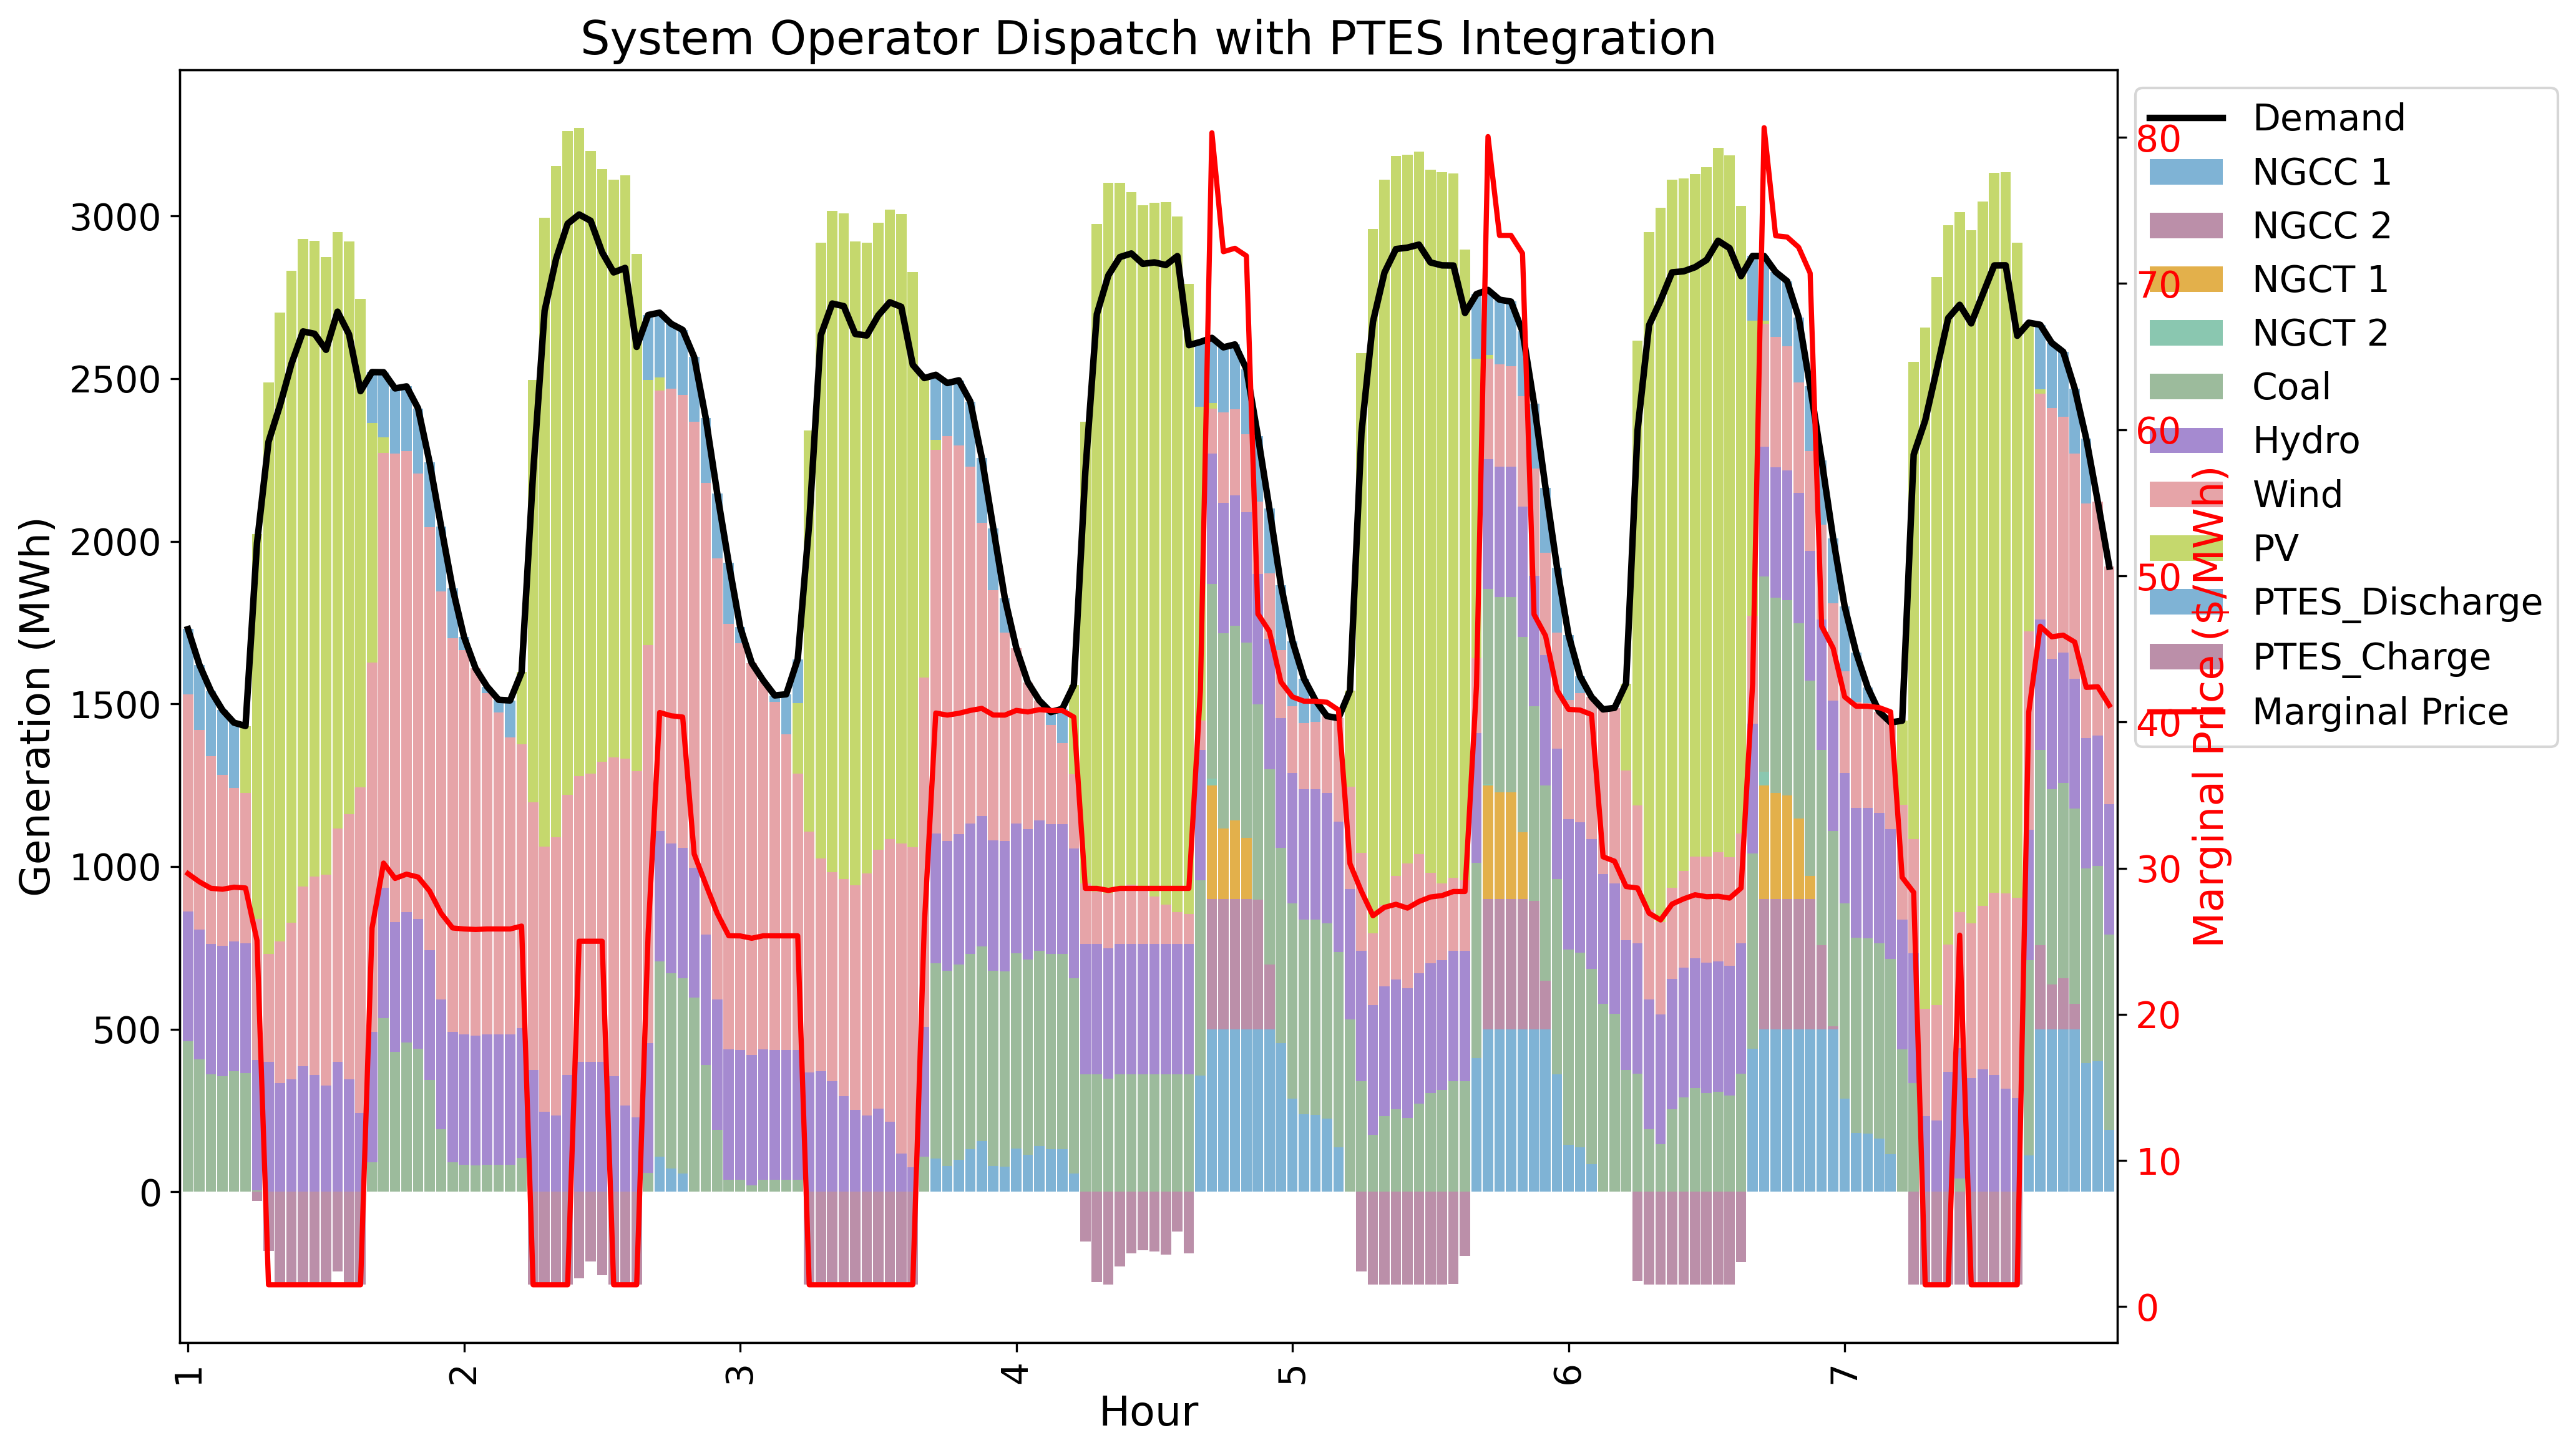 System Operator Dispatch with PTES Integration
Generation (MWh)
3000
2500
2000
1500
1000
500
0
1
2
3
4
5
6
7
Hour
80
70
60
50
40
30
20
10
0
Marginal Price ($/MWh)
Demand
NGCC 1
NGCC 2
NGCT 1
NGCT 2
Coal
Hydro
Wind
PV
PTES_Discharge
PTES_Charge
Marginal Price